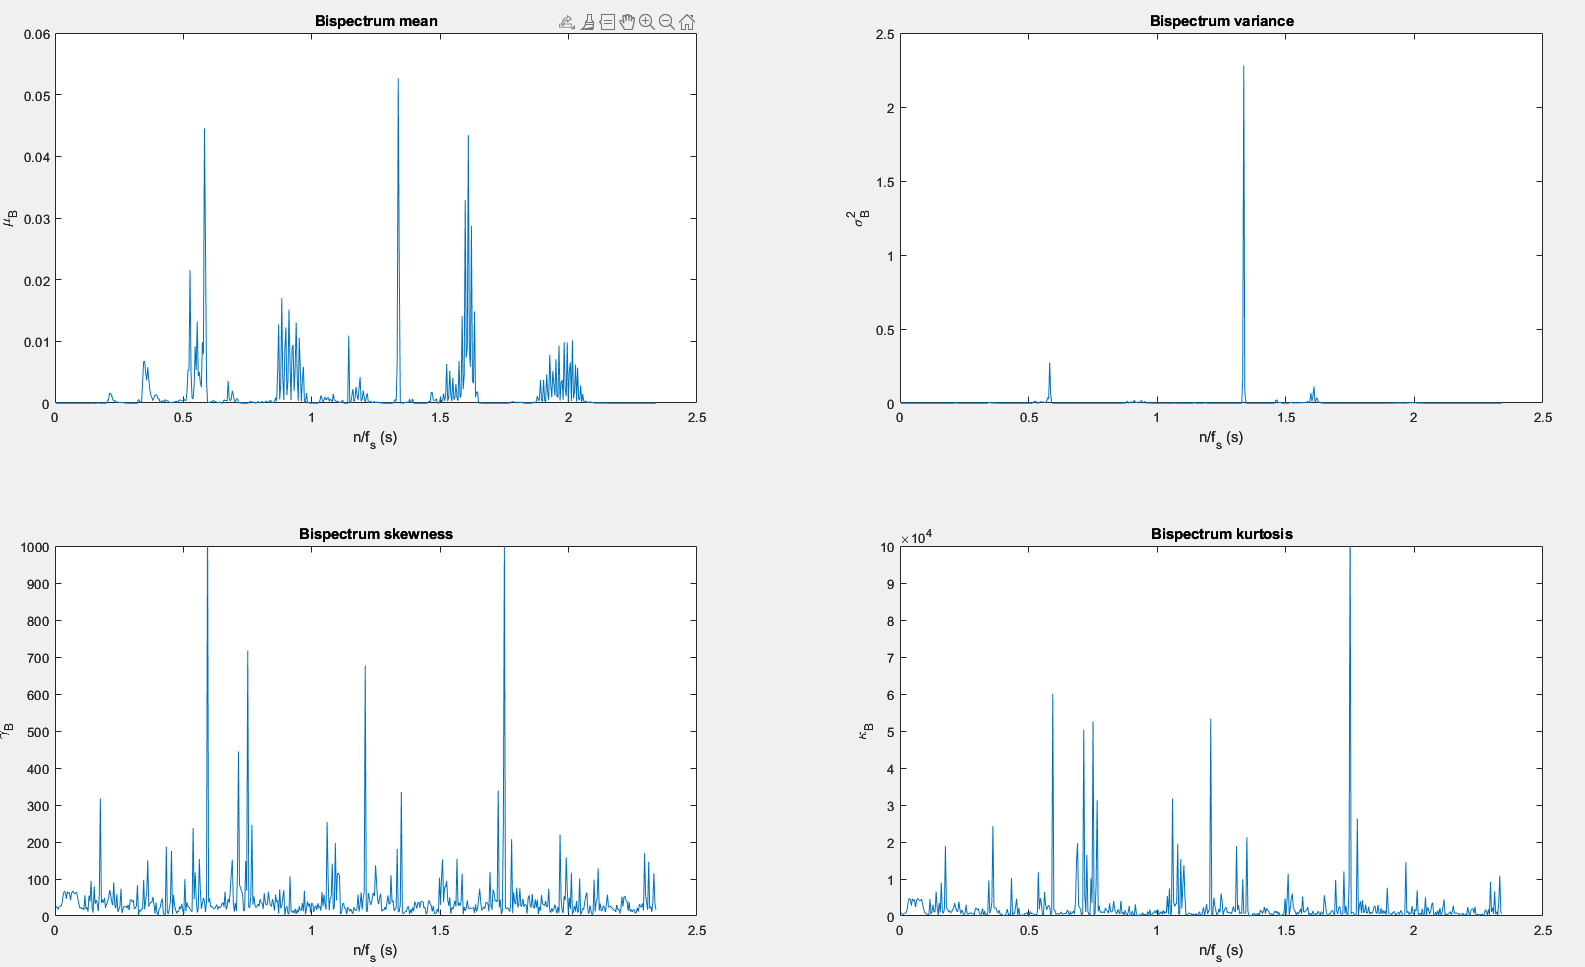 Bispectrum mean
0.06
0.05
0.04
0.03
0.02
0.01
0
μB
0 0.5 1 1.5 2 2.5
n/fs (s)
Bispectrum variance
2.5
2
1.5
1
0.5
0
σ²B
0 0.5 1 1.5 2 2.5
n/fs (s)
Bispectrum skewness
1000
900
800
700
600
500
400
300
200
100
0
γB
0 0.5 1 1.5 2 2.5
n/fs (s)
Bispectrum kurtosis
×10⁴
10
9
8
7
6
5
4
3
2
1
0
κB
0 0.5 1 1.5 2 2.5
n/fs (s)